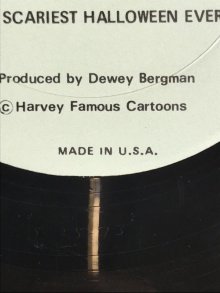 SCARIEST HALLOWEEN EVER
Produced by Dewey Bergman
© Harvey Famous Cartoons
MADE IN U.S.A.